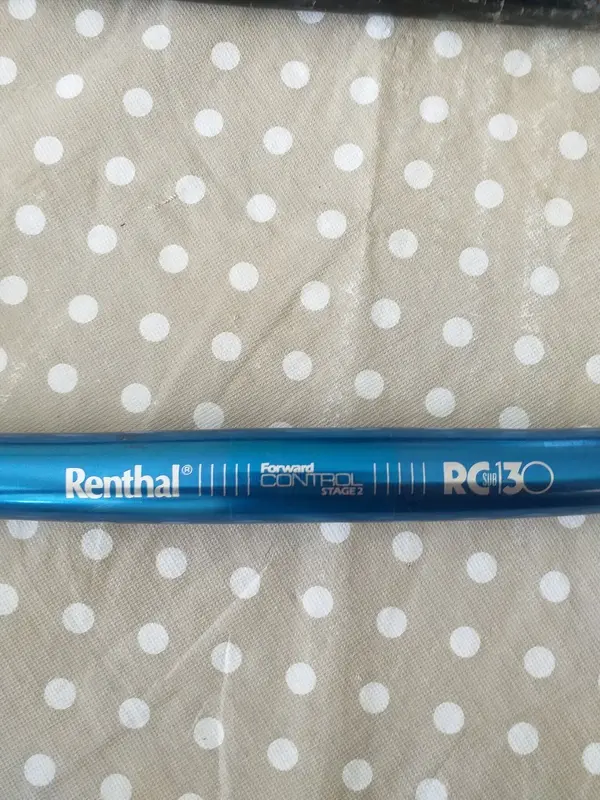 Renthal®
Forward
CONTROL
STAGE 2
RC SUB 130